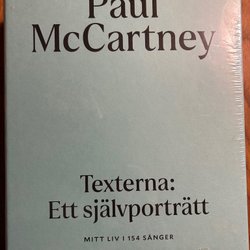 Paul
McCartney
Texterna:
Ett självporträtt
MITT LIV I 154 SÅNGER